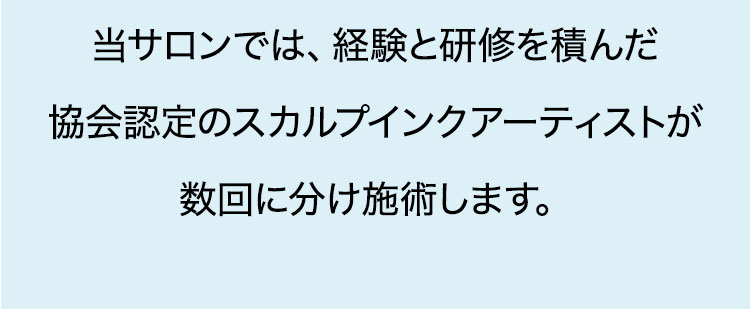 当サロンでは、経験と研修を積んだ
協会認定のスカルプインクアーティストが
数回に分け施術します。